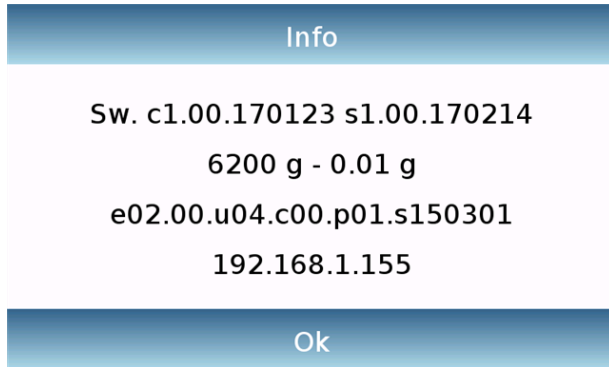 Info
Sw. c1.00.170123 s1.00.170214
6200 g - 0.01 g
e02.00.u04.c00.p01.s150301
192.168.1.155
Ok